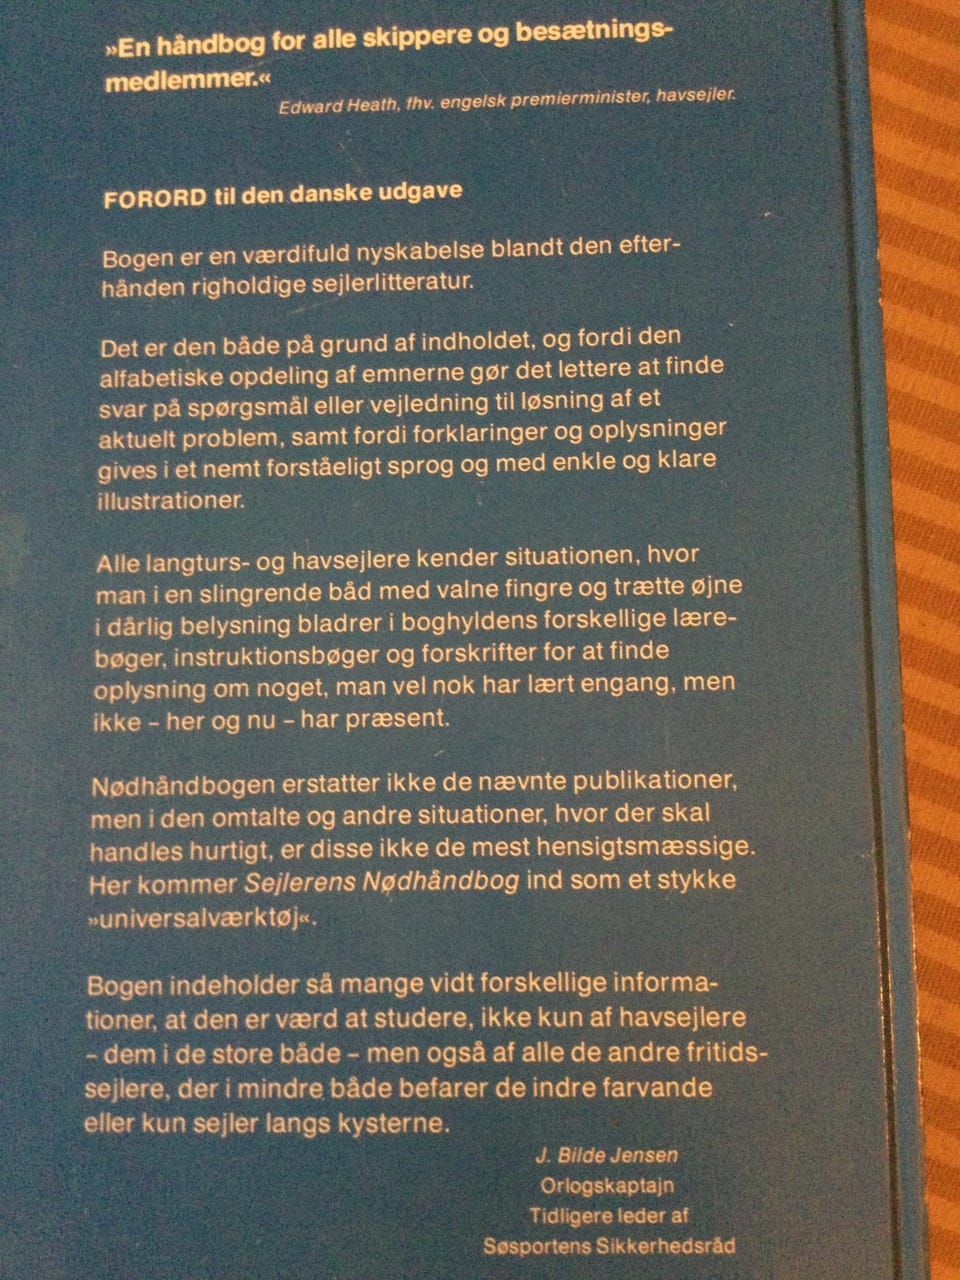 »En håndbog for alle skippere og besætnings-
medlemmer.«
Edward Heath, fhv. engelsk premierminister, havsejler.
FORORD til den danske udgave
Bogen er en værdifuld nyskabelse blandt den efter-
hånden righoldige sejlerlitteratur.
Det er den både på grund af indholdet, og fordi den
alfabetiske opdeling af emnerne gør det lettere at finde
svar på spørgsmål eller vejledning til løsning af et
aktuelt problem, samt fordi forklaringer og oplysninger
gives i et nemt forståeligt sprog og med enkle og klare
illustrationer.
Alle langturs- og havsejlere kender situationen, hvor
man i en slingrende båd med valne fingre og trætte øjne
i dårlig belysning bladrer i boghyldens forskellige lære-
bøger, instruktionsbøger og forskrifter for at finde
oplysning om noget, man vel nok har lært engang, men
ikke – her og nu – har præsent.
Nødhåndbogen erstatter ikke de nævnte publikationer,
men i den omtalte og andre situationer, hvor der skal
handles hurtigt, er disse ikke de mest hensigtsmæssige.
Her kommer Sejlerens Nødhåndbog ind som et stykke
»universalværktøj«.
Bogen indeholder så mange vidt forskellige informa-
tioner, at den er værd at studere, ikke kun af havsejlere
– dem i de store både – men også af alle de andre fritids-
sejlere, der i mindre både befarer de indre farvande
eller kun sejler langs kysterne.
J. Bilde Jensen
Orlogskaptajn
Tidligere leder af
Søsportens Sikkerhedsråd